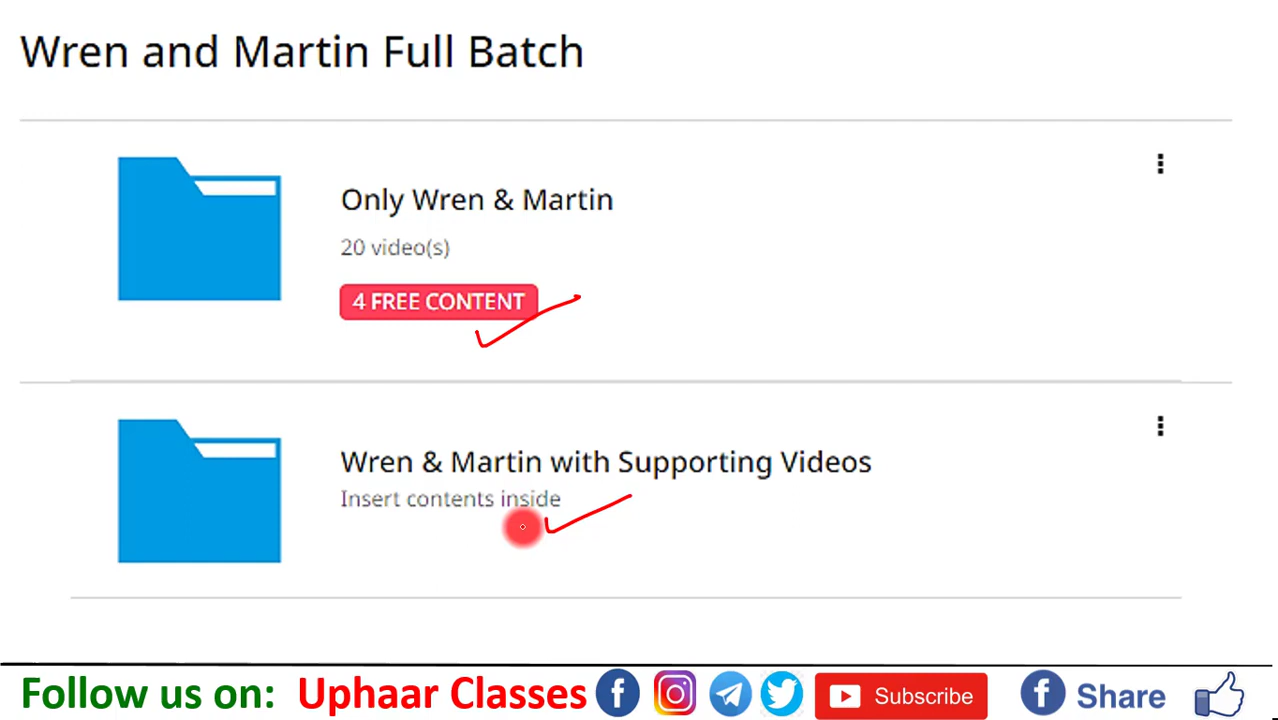 Wren and Martin Full Batch
Only Wren & Martin
20 video(s)
4 FREE CONTENT
Wren & Martin with Supporting Videos
Insert contents inside
Follow us on: Uphaar Classes Subscribe Share